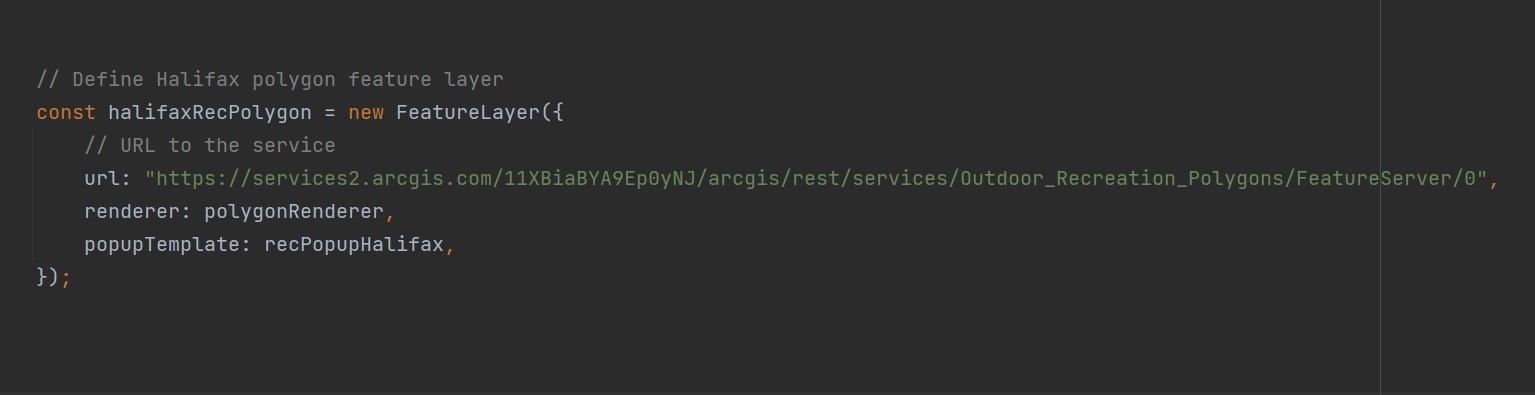 // Define Halifax polygon feature layer
const halifaxRecPolygon = new FeatureLayer({
    // URL to the service
    url: "https://services2.arcgis.com/11XBiaBYA9Ep0yNJ/arcgis/rest/services/Outdoor_Recreation_Polygons/FeatureServer/0",
    renderer: polygonRenderer,
    popupTemplate: recPopupHalifax,
});